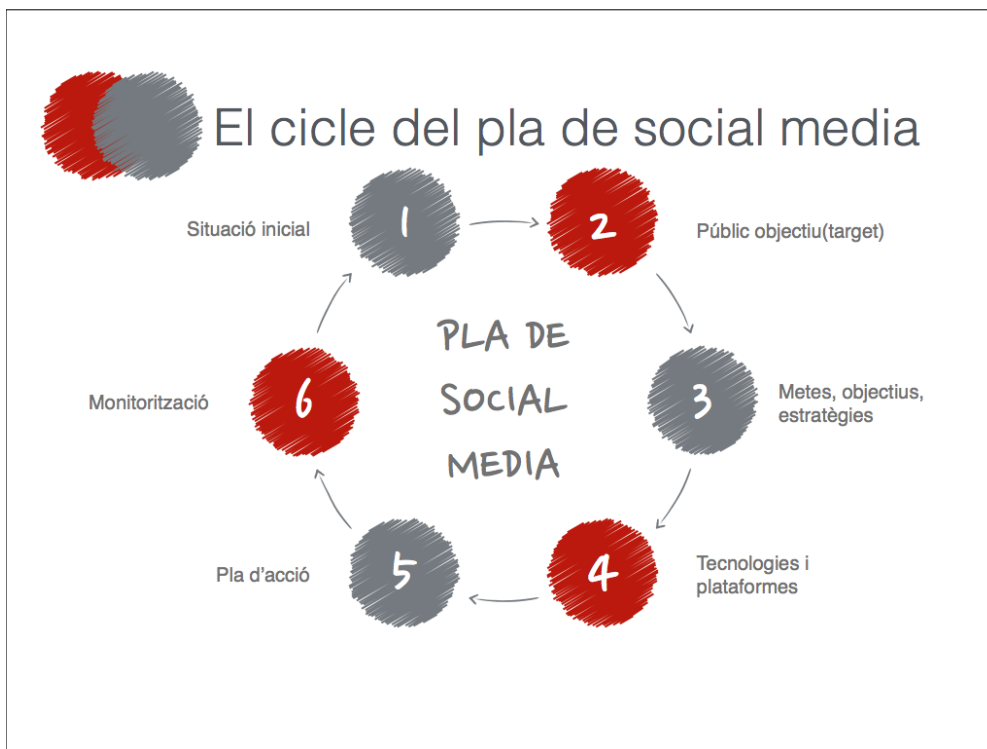 El cicle del pla de social media
Situació inicial
1
2
Públic objectiu(target)
PLA DE
SOCIAL
MEDIA
3
Metes, objectius,
estratègies
Monitorització
6
Pla d'acció
5
4
Tecnologies i
plataformes